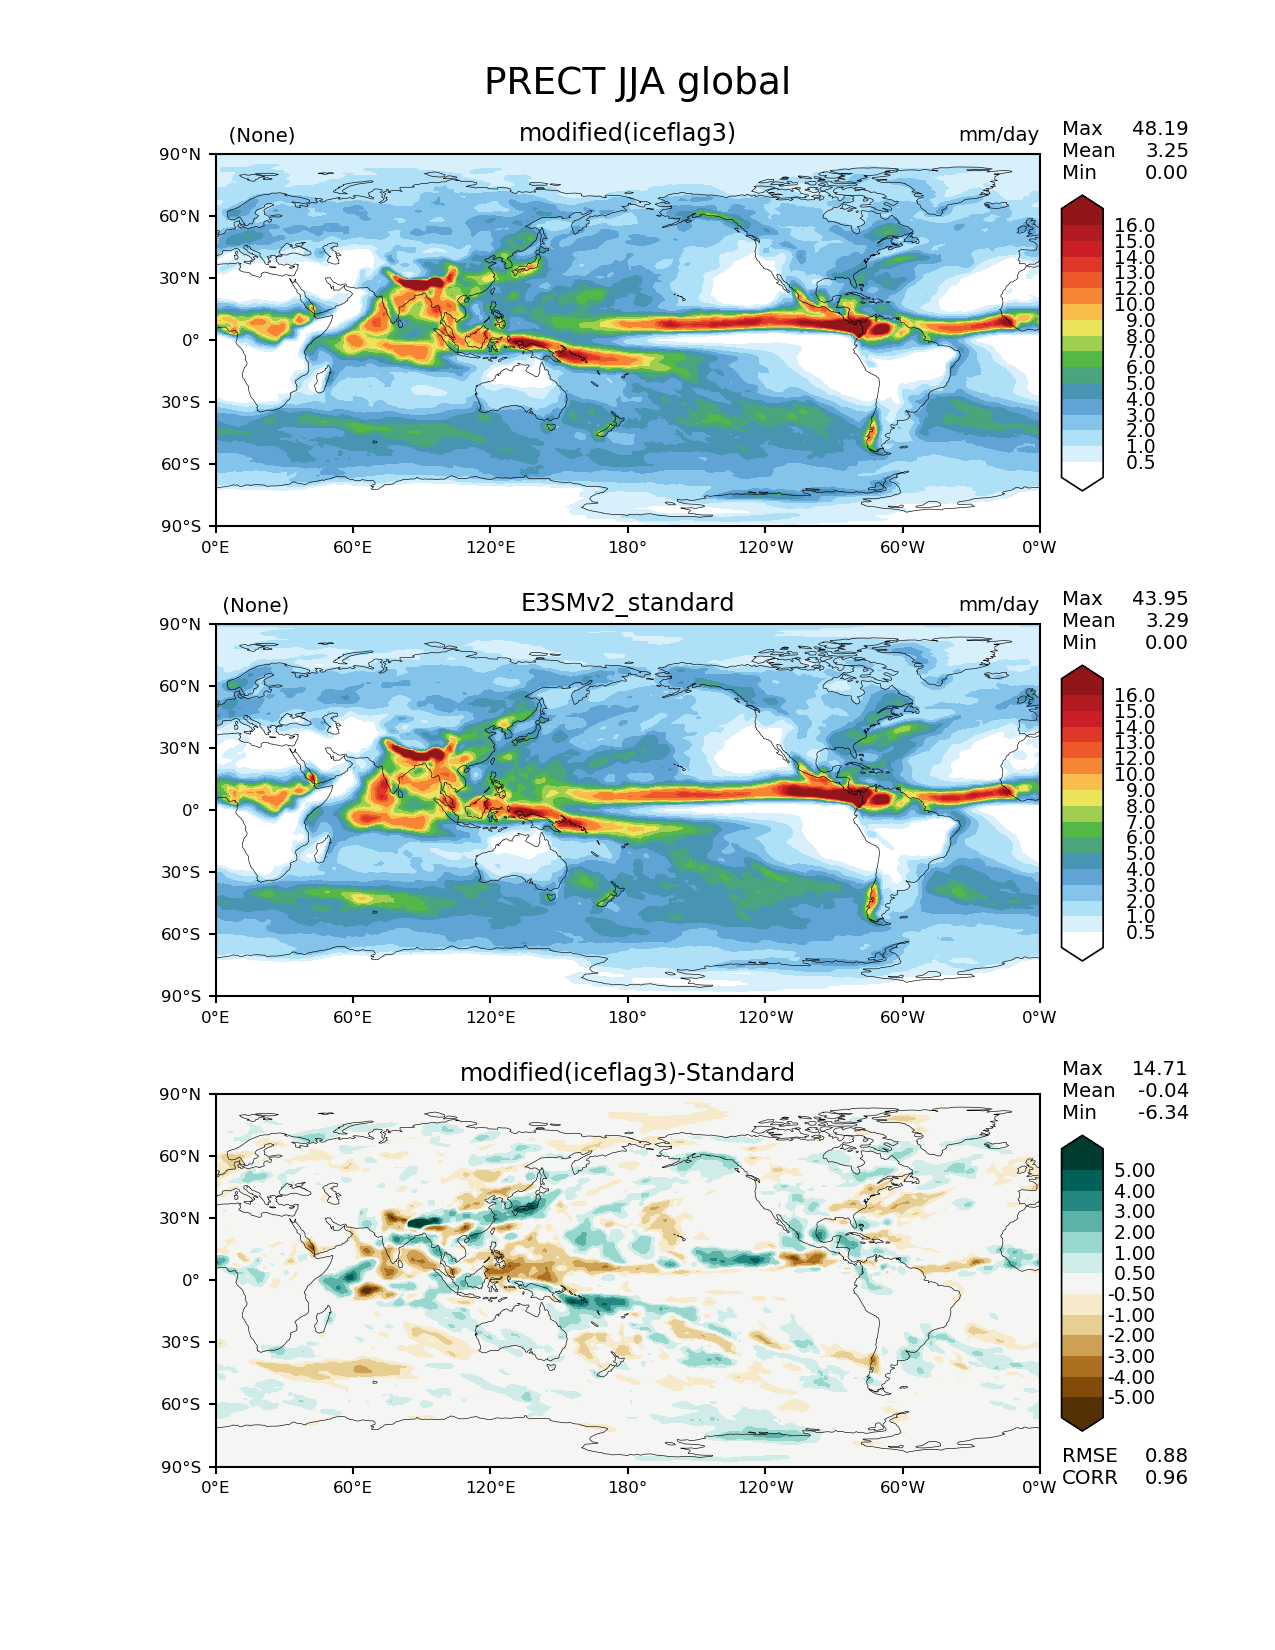 PRECT JJA global
(None) modified(iceflag3) mm/day
Max 48.19
Mean 3.25
Min 0.00
90°N
60°N
30°N
0°
30°S
60°S
90°S
0°E 60°E 120°E 180° 120°W 60°W 0°W
16.0
15.0
14.0
13.0
12.0
10.0
9.0
8.0
7.0
6.0
5.0
4.0
3.0
2.0
1.0
0.5
(None) E3SMv2_standard mm/day
Max 43.95
Mean 3.29
Min 0.00
90°N
60°N
30°N
0°
30°S
60°S
90°S
0°E 60°E 120°E 180° 120°W 60°W 0°W
16.0
15.0
14.0
13.0
12.0
10.0
9.0
8.0
7.0
6.0
5.0
4.0
3.0
2.0
1.0
0.5
modified(iceflag3)-Standard
Max 14.71
Mean -0.04
Min -6.34
90°N
60°N
30°N
0°
30°S
60°S
90°S
0°E 60°E 120°E 180° 120°W 60°W 0°W
5.00
4.00
3.00
2.00
1.00
0.50
-0.50
-1.00
-2.00
-3.00
-4.00
-5.00
RMSE 0.88
CORR 0.96